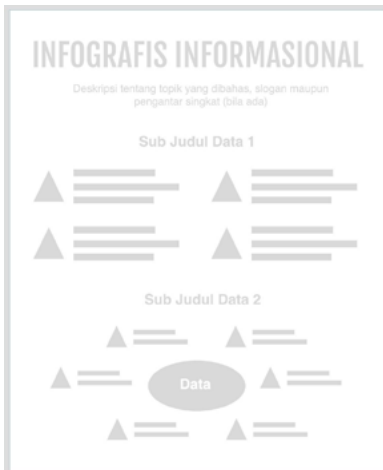 INFOGRAFIS INFORMASIONAL
Deskripsi tentang topik yang dibahas, slogan maupun
pengantar singkat (bila ada)
Sub Judul Data 1
Sub Judul Data 2
Data